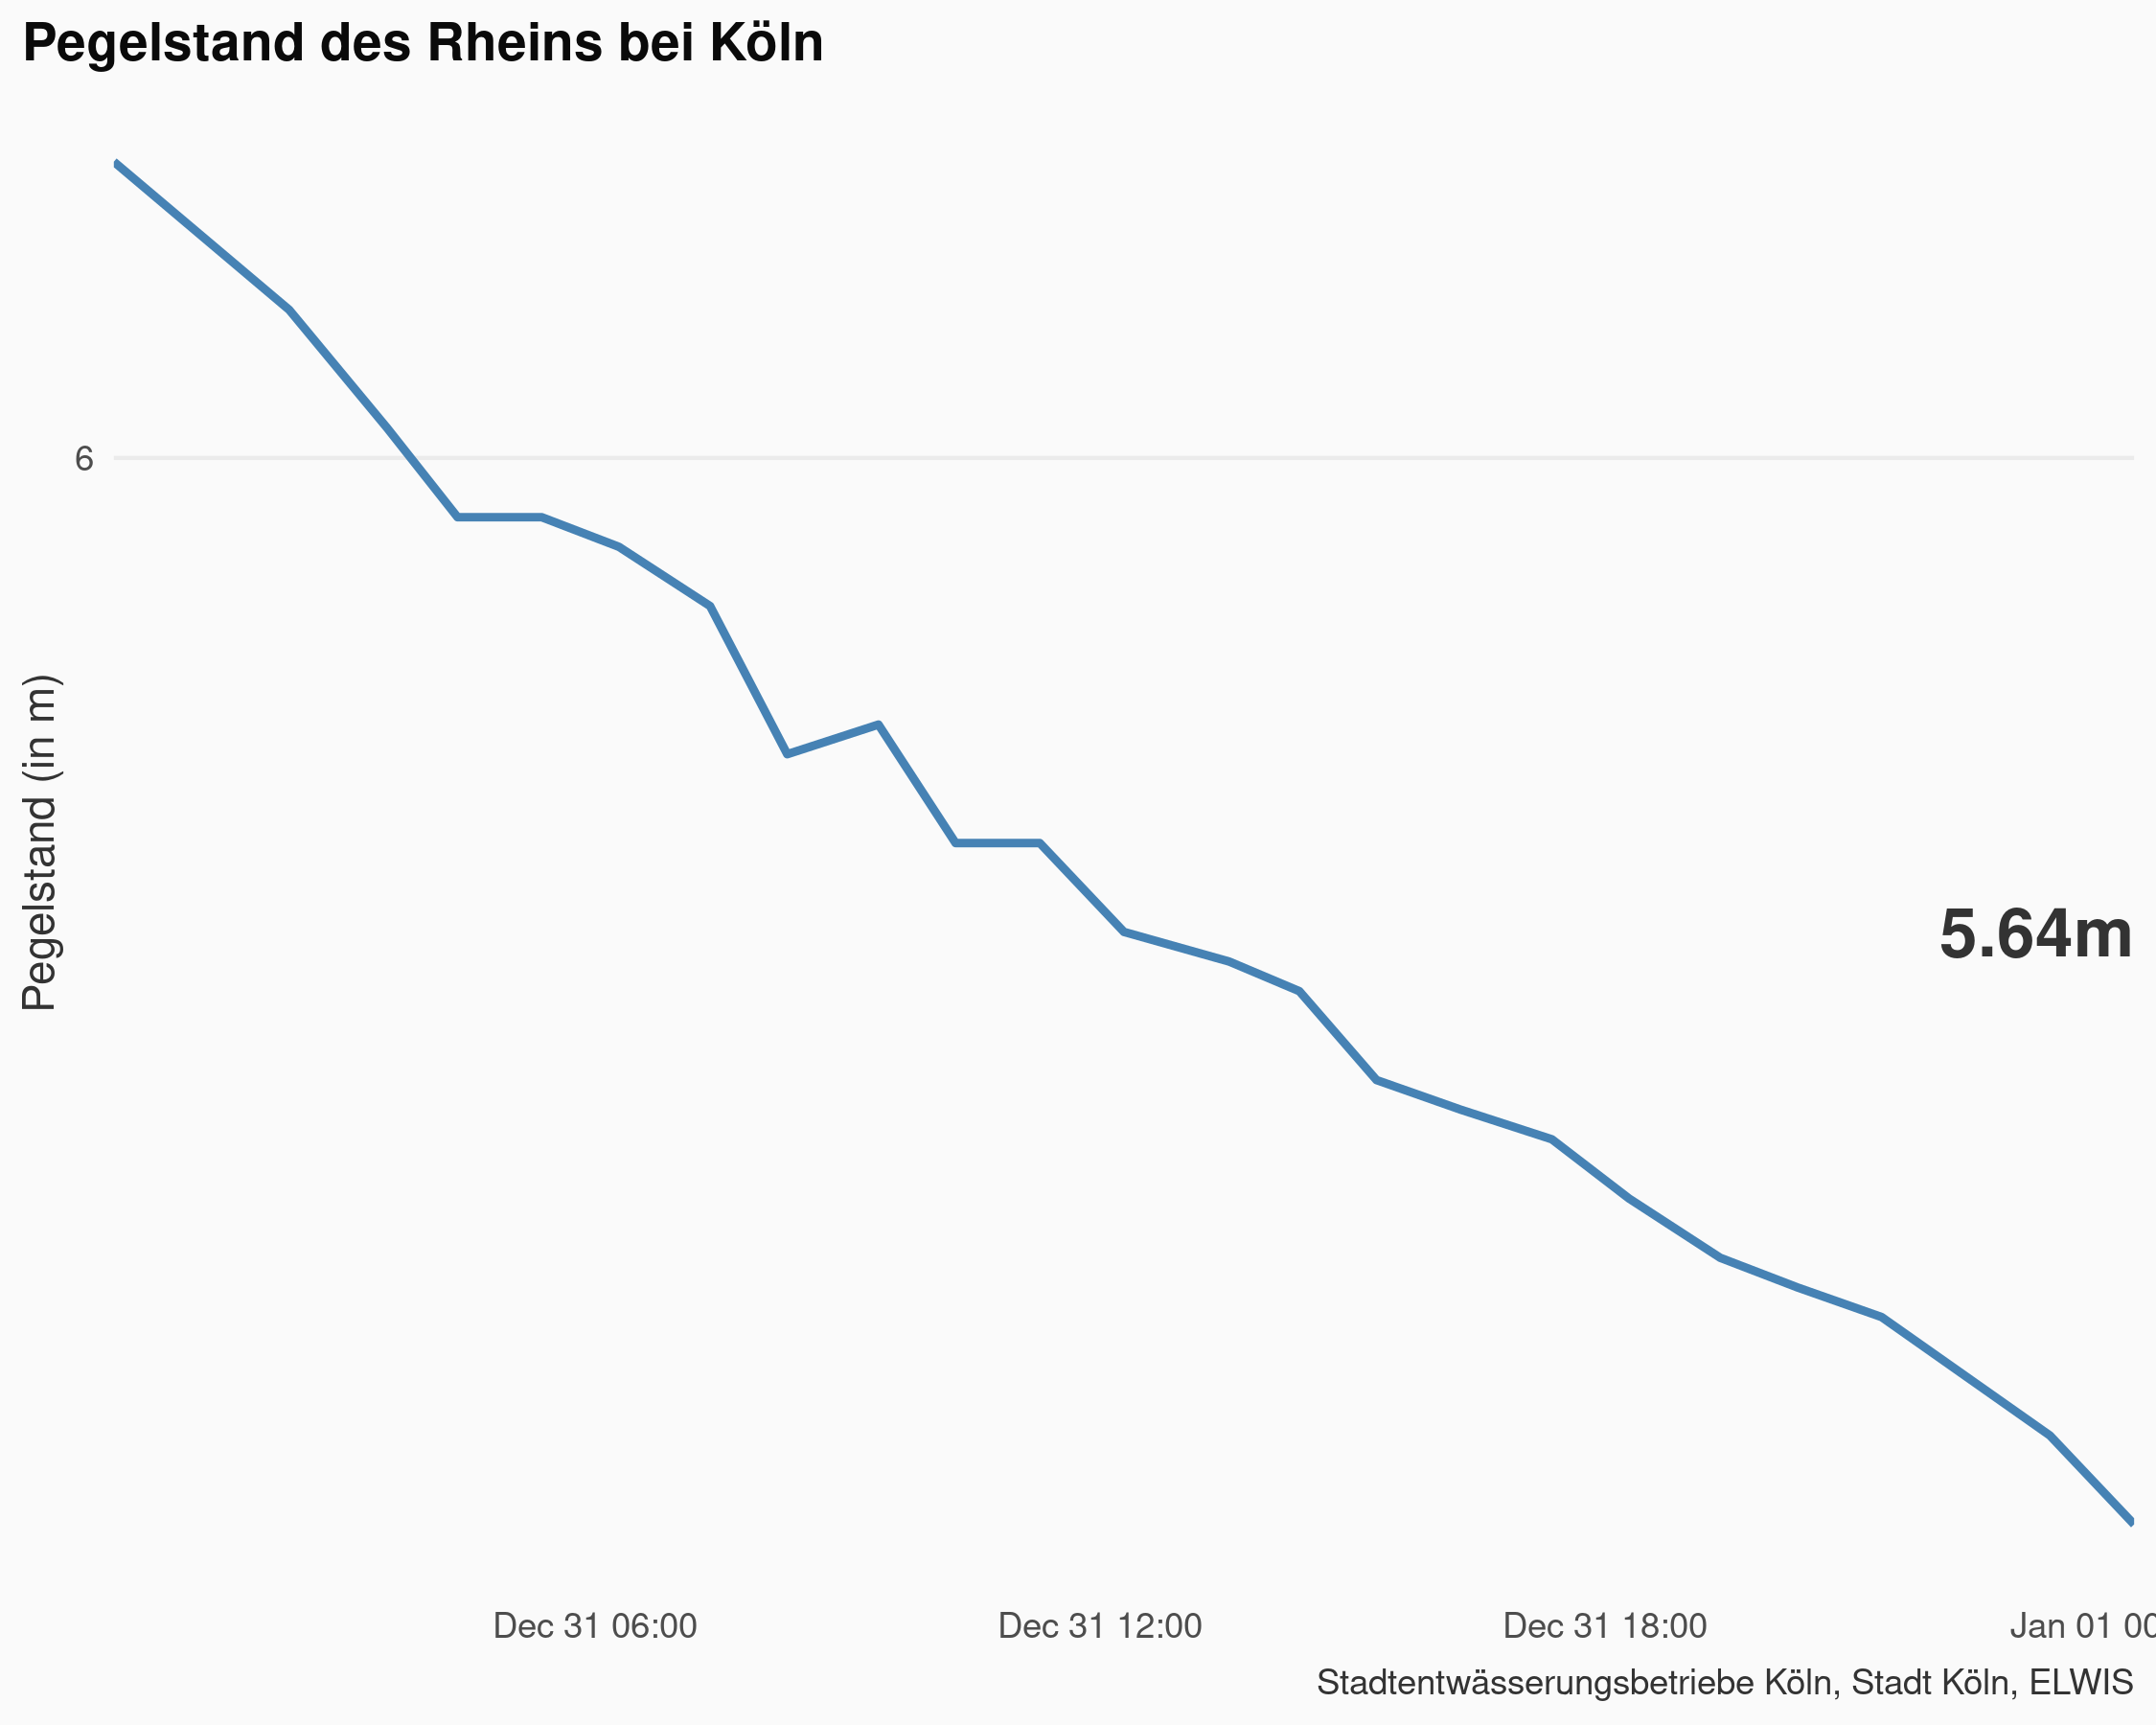 Pegelstand des Rheins bei Köln
6
Pegelstand (in m)
5.64m
Dec 31 06:00
Dec 31 12:00
Dec 31 18:00
Jan 01 00
Stadtentwässerungsbetriebe Köln, Stadt Köln, ELWIS